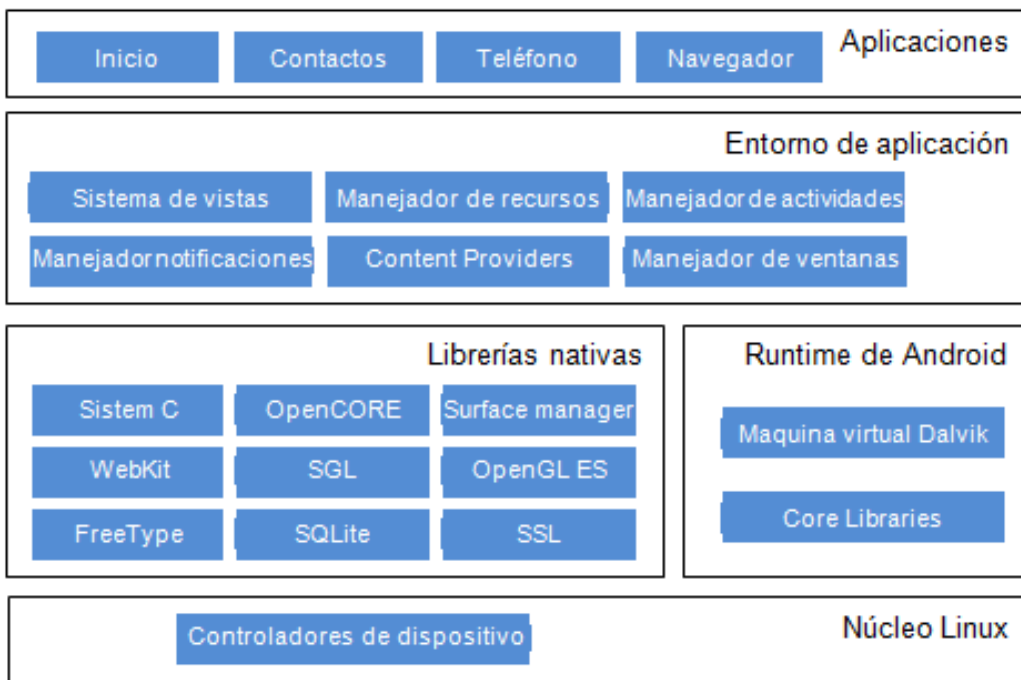 Aplicaciones
Inicio
Contactos
Teléfono
Navegador
Entorno de aplicación
Sistema de vistas
Manejador de recursos
Manejador de actividades
Manejador notificaciones
Content Providers
Manejador de ventanas
Librerías nativas
Sistem C
OpenCORE
Surface manager
WebKit
SGL
OpenGL ES
FreeType
SQLite
SSL
Runtime de Android
Maquina virtual Dalvik
Core Libraries
Núcleo Linux
Controladores de dispositivo